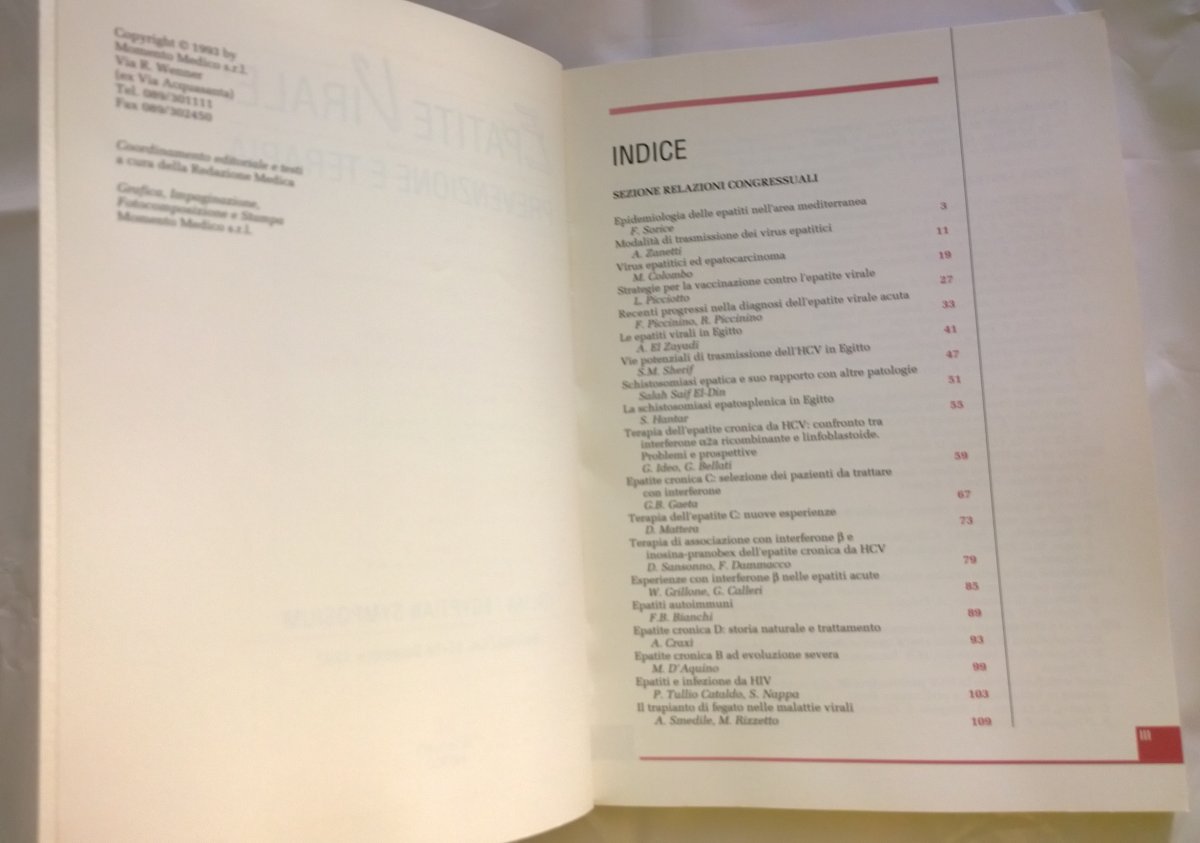 Copyright © 1993 by
Momento Medico s.r.l.
Via R. Wenner
(ex Via Acquasanta)
Tel. 089/301111
Fax 089/302450
Coordinamento editoriale e testi
a cura della Redazione Medica
Grafica, Impaginazione,
Fotocomposizione e Stampa
Momento Medico s.r.l.
EPATITE VIRALE
PREVENZIONE E TERAPIA
EGYPTIAN SYMPOSIUM
INDICE
SEZIONE RELAZIONI CONGRESSUALI
Epidemiologia delle epatiti nell'area mediterranea 3
F. Sorice
Modalità di trasmissione dei virus epatitici 11
A. Zanetti
Virus epatitici ed epatocarcinoma 19
M. Colombo
Strategie per la vaccinazione contro l'epatite virale 27
L. Picciotto
Recenti progressi nella diagnosi dell'epatite virale acuta 33
F. Piccinino, R. Piccinino
Le epatiti virali in Egitto 41
A. El Zayudi
Vie potenziali di trasmissione dell'HCV in Egitto 47
S.M. Sherif
Schistosomiasi epatica e suo rapporto con altre patologie 51
Salah Saif El-Din
La schistosomiasi epatosplenica in Egitto 55
S. Hantar
Terapia dell'epatite cronica da HCV: confronto tra
interferone α2a ricombinante e linfoblastoide.
Problemi e prospettive 59
G. Ideo, G. Bellati
Epatite cronica C: selezione dei pazienti da trattare
con interferone 67
G.B. Gaeta
Terapia dell'epatite C: nuove esperienze 73
D. Mattera
Terapia di associazione con interferone β e
inosina-pranobex dell'epatite cronica da HCV 79
D. Sansonno, F. Dammacco
Esperienze con interferone β nelle epatiti acute 85
W. Grillone, G. Calleri
Epatiti autoimmuni 89
F.B. Bianchi
Epatite cronica D: storia naturale e trattamento 93
A. Craxi
Epatite cronica B ad evoluzione severa 99
M. D'Aquino
Epatiti e infezione da HIV 103
P. Tullio Cataldo, S. Nappa
Il trapianto di fegato nelle malattie virali 109
A. Smedile, M. Rizzetto
III